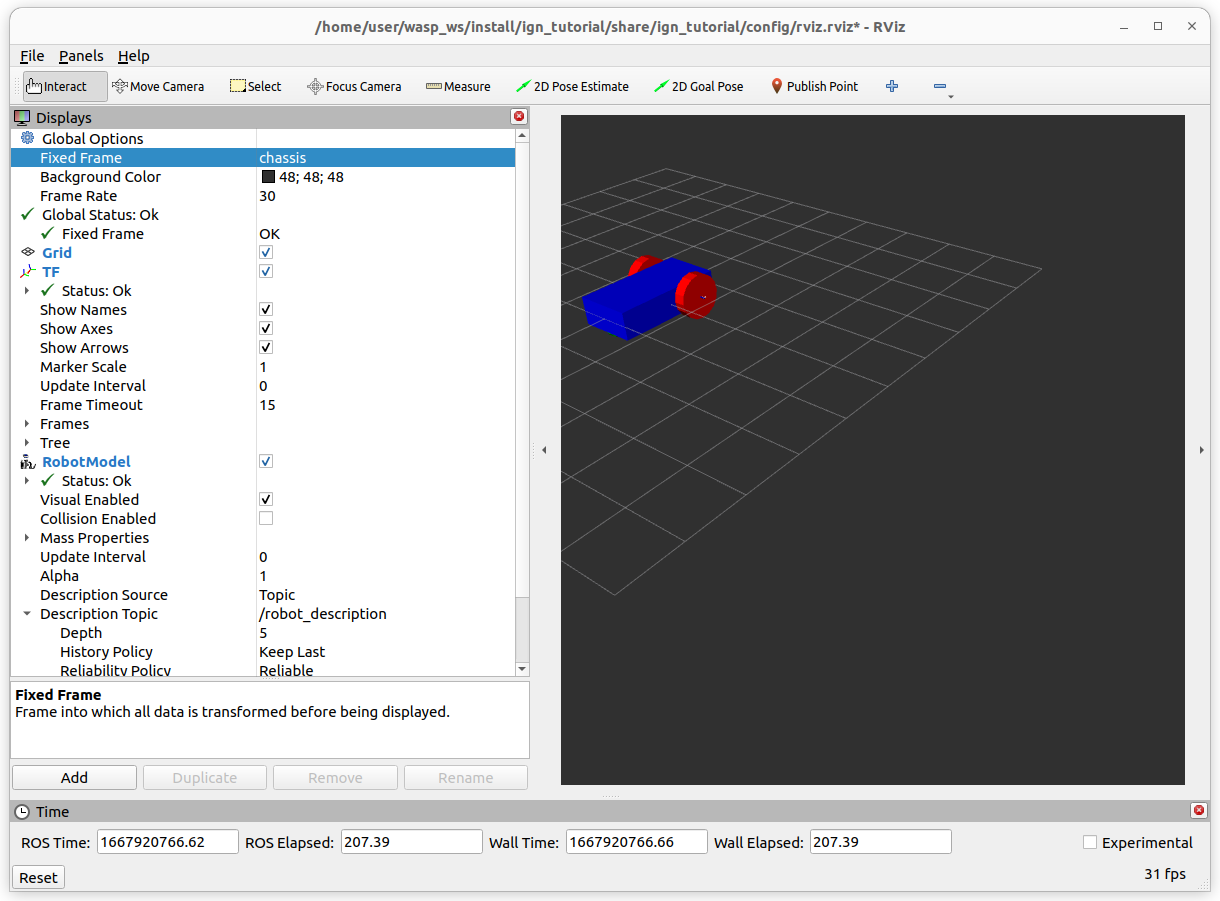 /home/user/wasp_ws/install/ign_tutorial/share/ign_tutorial/config/rviz.rviz* - RViz
File Panels Help
Interact Move Camera Select Focus Camera Measure 2D Pose Estimate 2D Goal Pose Publish Point
Displays
Global Options
Fixed Frame chassis
Background Color 48; 48; 48
Frame Rate 30
Global Status: Ok
Fixed Frame OK
Grid
TF
Status: Ok
Show Names
Show Axes
Show Arrows
Marker Scale 1
Update Interval 0
Frame Timeout 15
Frames
Tree
RobotModel
Status: Ok
Visual Enabled
Collision Enabled
Mass Properties
Update Interval 0
Alpha 1
Description Source Topic
Description Topic /robot_description
Depth 5
History Policy Keep Last
Reliability Policy Reliable
Fixed Frame
Frame into which all data is transformed before being displayed.
Add Duplicate Remove Rename
Time
ROS Time: 1667920766.62 ROS Elapsed: 207.39 Wall Time: 1667920766.66 Wall Elapsed: 207.39 Experimental
Reset 31 fps